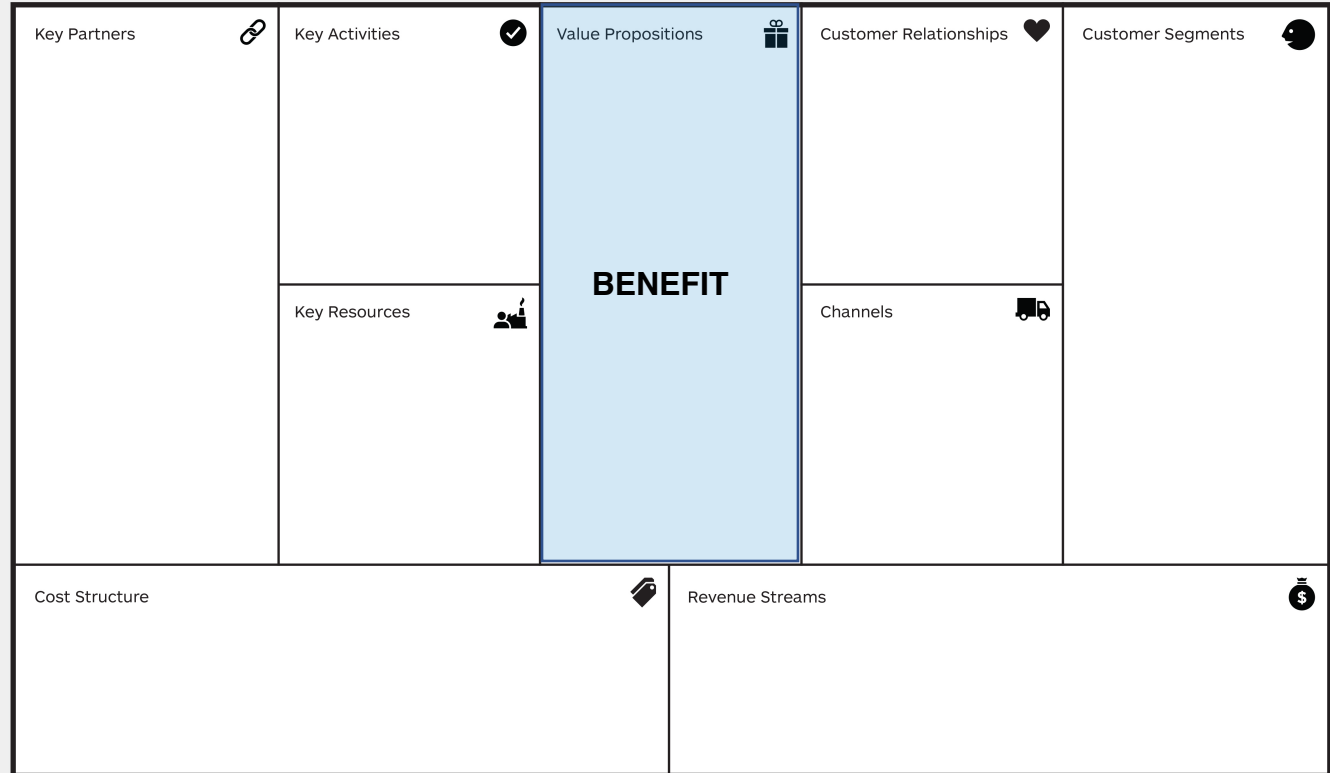 Key Partners
Key Activities
Value Propositions
Customer Relationships
Customer Segments
BENEFIT
Key Resources
Channels
Cost Structure
Revenue Streams
$